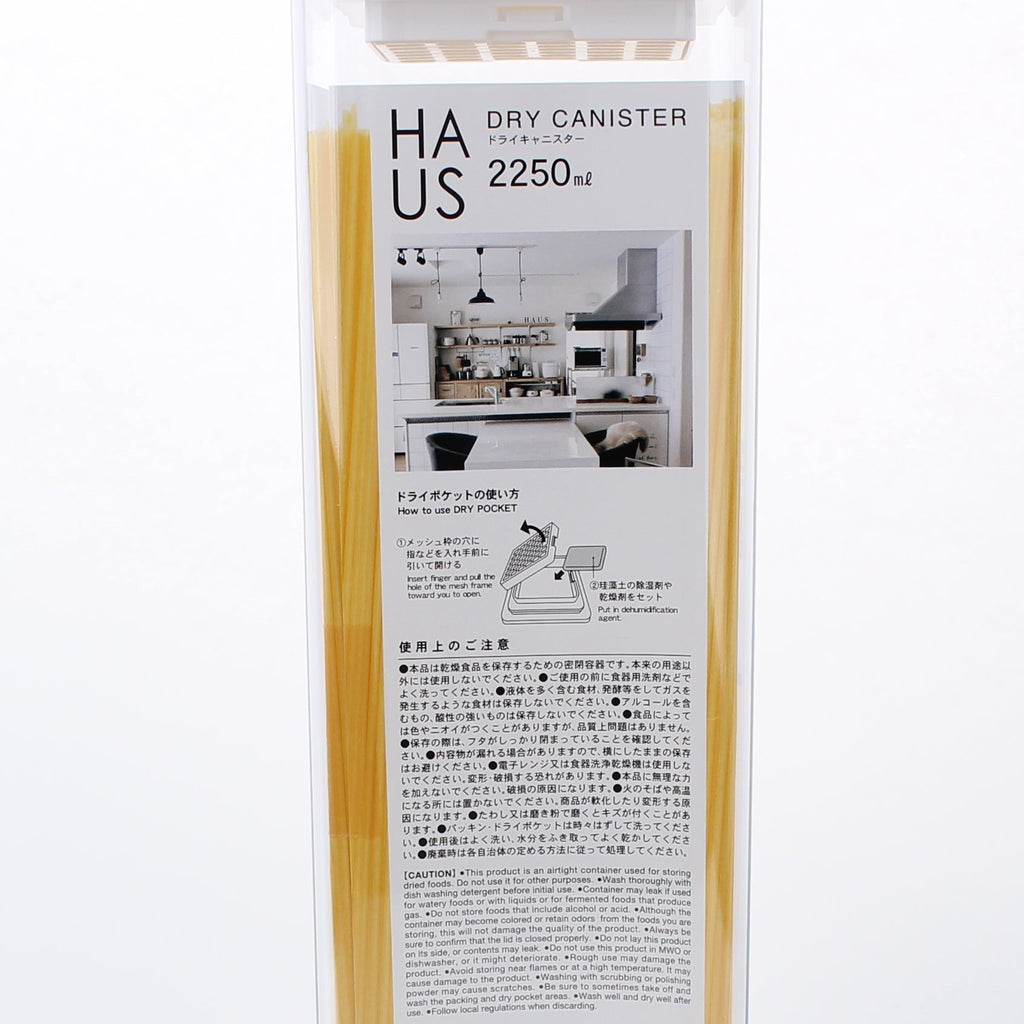 HA
US
DRY CANISTER
ドライキャニスター
2250ml
HAUS
ドライポケットの使い方
How to use DRY POCKET
①メッシュ枠の穴に
指などを入れ手前に
引いて開ける
Insert finger and pull the
hole of the mesh frame
toward you to open.
②珪藻土の除湿剤や
乾燥剤をセット
Put in dehumidification
agent.
使用上のご注意
●本品は乾燥食品を保存するための密閉容器です。本来の用途以
外には使用しないでください。●ご使用の前に食器用洗剤などで
よく洗ってください。●液体を多く含む食材、発酵等をしてガスを
発生するような食材は保存しないでください。●アルコールを含
むもの、酸性の強いものは保存しないでください。●食品によって
は色やニオイがつくことがありますが、品質上問題はありません。
●保存の際は、フタがしっかり閉まっていることを確認してくだ
さい。●内容物が漏れる場合がありますので、横にしたままの保存
はお避けください。●電子レンジ又は食器洗浄乾燥機は使用しな
いでください。変形・破損する恐れがあります。●本品に無理な力
を加えないでください。破損の原因になります。●火のそばや高温
になる所には置かないでください。商品が軟化したり変形する原
因になります。●たわし又は磨き粉で磨くとキズが付くことがあ
ります。●パッキン・ドライポケットは時々はずして洗ってくださ
い。●使用後はよく洗い、水分をふき取ってよく乾かしてくださ
い。●廃棄時は各自治体の定める方法に従って処理してください。
[CAUTION] ●This product is an airtight container used for storing
dried foods. Do not use it for other purposes. ●Wash thoroughly with
dish washing detergent before initial use. ●Container may leak if used
for watery foods or with liquids or for fermented foods that produce
gas. ●Do not store foods that include alcohol or acid. ●Although the
container may become colored or retain odors from the foods you are
storing, this will not damage the quality of the product. ●Always be
sure to confirm that the lid is closed properly. ●Do not lay this product
on its side, or contents may leak. ●Do not use this product in MWO or
dishwasher, or it might deteriorate. ●Rough use may damage the
product. ●Avoid storing near flames or at a high temperature. It may
cause damage to the product. ●Washing with scrubbing or polishing
powder may cause scratches. ●Be sure to sometimes take off and
wash the packing and dry pocket areas. ●Wash well and dry well after
use. ●Follow local regulations when discarding.